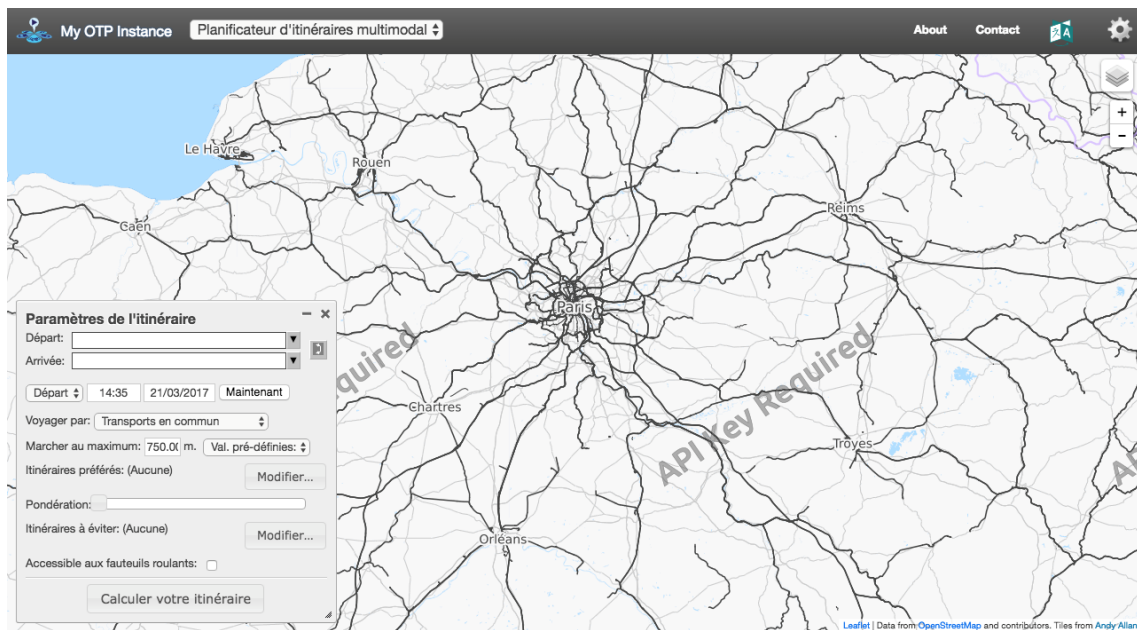 My OTP Instance
Planificateur d'itinéraires multimodal
About
Contact
A
+
-
Le Havre
Rouen
Caen
Reims
Paris
Chartres
Troyes
Orléans
quired
API Key Required
AP
Paramètres de l'itinéraire
Départ:
Arrivée:
Départ 14:35 21/03/2017 Maintenant
Voyager par: Transports en commun
Marcher au maximum: 750.00 m. Val. pré-définies:
Itinéraires préférés: (Aucune)
Modifier...
Pondération:
Itinéraires à éviter: (Aucune)
Modifier...
Accessible aux fauteuils roulants:
Calculer votre itinéraire
Leaflet | Data from OpenStreetMap and contributors. Tiles from Andy Allan